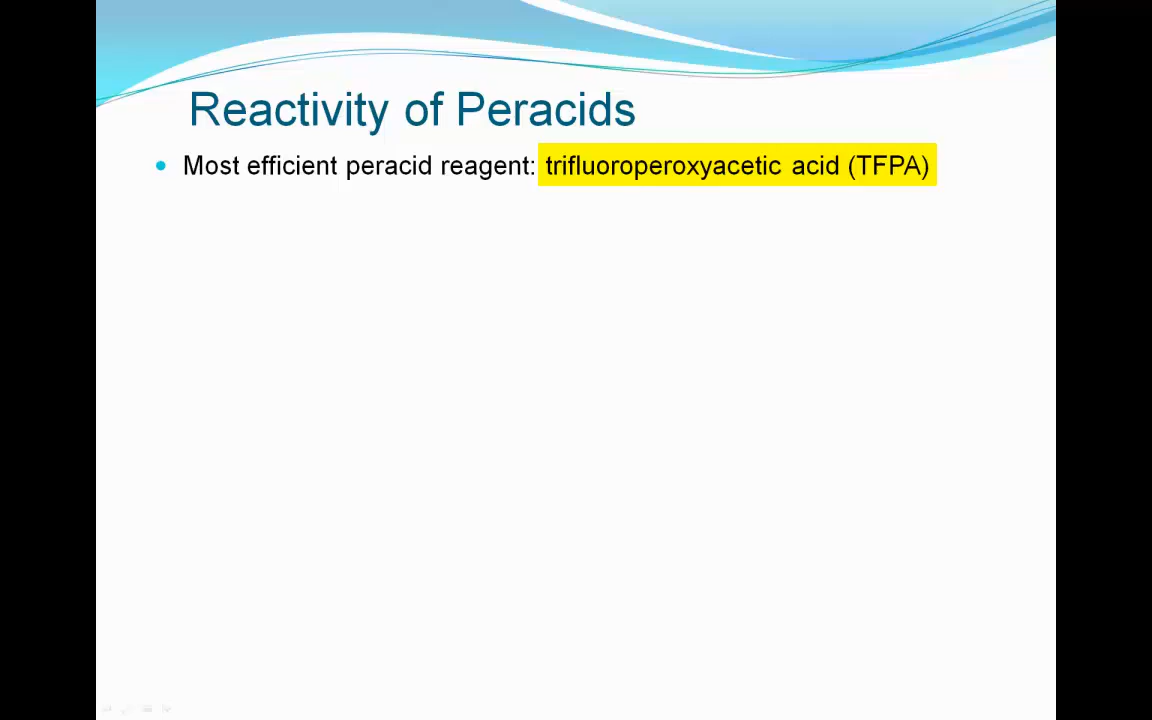 Reactivity of Peracids
• Most efficient peracid reagent: trifluoroperoxyacetic acid (TFPA)